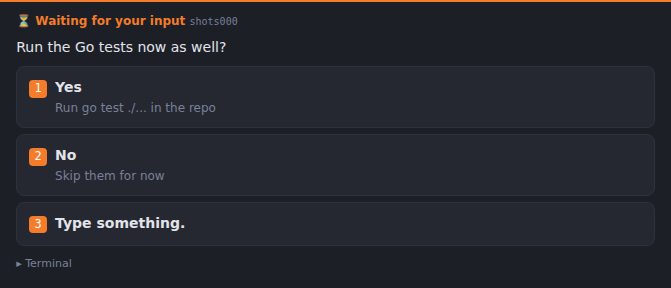 ⏳ Waiting for your input shots000
Run the Go tests now as well?
1 Yes
Run go test ./... in the repo
2 No
Skip them for now
3 Type something.
▸ Terminal